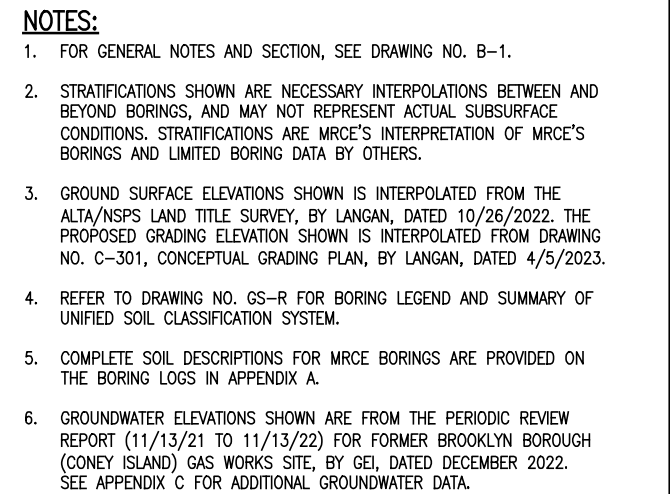 NOTES:
1. FOR GENERAL NOTES AND SECTION, SEE DRAWING NO. B-1.
2. STRATIFICATIONS SHOWN ARE NECESSARY INTERPOLATIONS BETWEEN AND
BEYOND BORINGS, AND MAY NOT REPRESENT ACTUAL SUBSURFACE
CONDITIONS. STRATIFICATIONS ARE MRCE'S INTERPRETATION OF MRCE'S
BORINGS AND LIMITED BORING DATA BY OTHERS.
3. GROUND SURFACE ELEVATIONS SHOWN IS INTERPOLATED FROM THE
ALTA/NSPS LAND TITLE SURVEY, BY LANGAN, DATED 10/26/2022. THE
PROPOSED GRADING ELEVATION SHOWN IS INTERPOLATED FROM DRAWING
NO. C-301, CONCEPTUAL GRADING PLAN, BY LANGAN, DATED 4/5/2023.
4. REFER TO DRAWING NO. GS-R FOR BORING LEGEND AND SUMMARY OF
UNIFIED SOIL CLASSIFICATION SYSTEM.
5. COMPLETE SOIL DESCRIPTIONS FOR MRCE BORINGS ARE PROVIDED ON
THE BORING LOGS IN APPENDIX A.
6. GROUNDWATER ELEVATIONS SHOWN ARE FROM THE PERIODIC REVIEW
REPORT (11/13/21 TO 11/13/22) FOR FORMER BROOKLYN BOROUGH
(CONEY ISLAND) GAS WORKS SITE, BY GEI, DATED DECEMBER 2022.
SEE APPENDIX C FOR ADDITIONAL GROUNDWATER DATA.